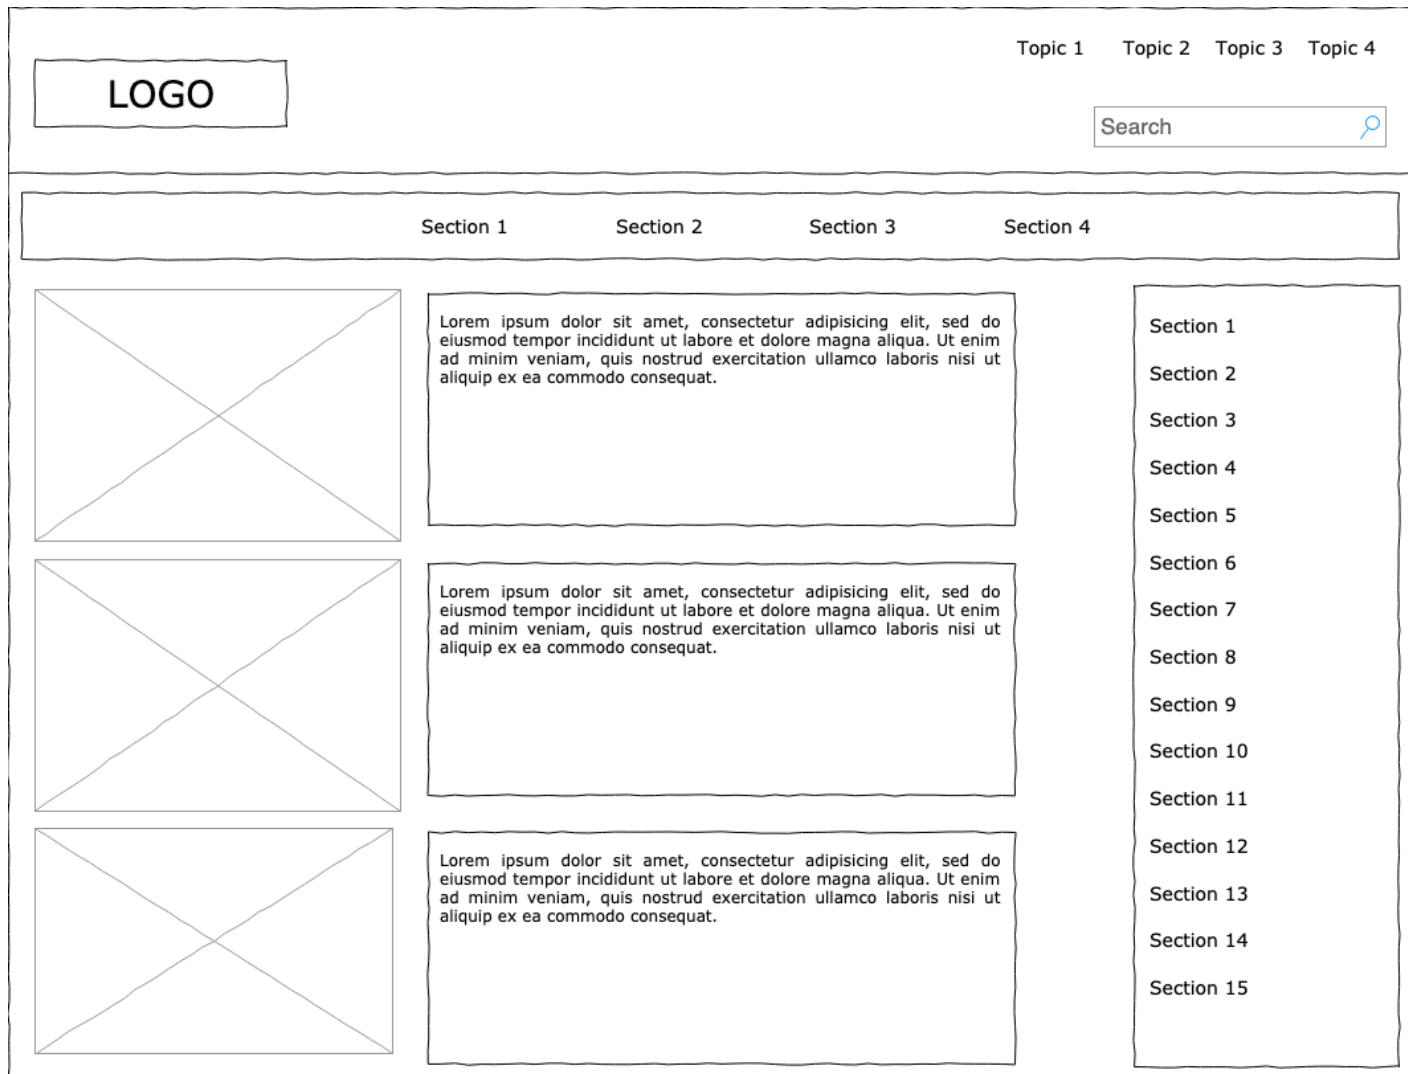 Topic 1
Topic 2
Topic 3
Topic 4
LOGO
Search
Section 1
Section 2
Section 3
Section 4
Lorem ipsum dolor sit amet, consectetur adipisicing elit, sed do
eiusmod tempor incididunt ut labore et dolore magna aliqua. Ut enim
ad minim veniam, quis nostrud exercitation ullamco laboris nisi ut
aliquip ex ea commodo consequat.
Lorem ipsum dolor sit amet, consectetur adipisicing elit, sed do
eiusmod tempor incididunt ut labore et dolore magna aliqua. Ut enim
ad minim veniam, quis nostrud exercitation ullamco laboris nisi ut
aliquip ex ea commodo consequat.
Lorem ipsum dolor sit amet, consectetur adipisicing elit, sed do
eiusmod tempor incididunt ut labore et dolore magna aliqua. Ut enim
ad minim veniam, quis nostrud exercitation ullamco laboris nisi ut
aliquip ex ea commodo consequat.
Section 1
Section 2
Section 3
Section 4
Section 5
Section 6
Section 7
Section 8
Section 9
Section 10
Section 11
Section 12
Section 13
Section 14
Section 15